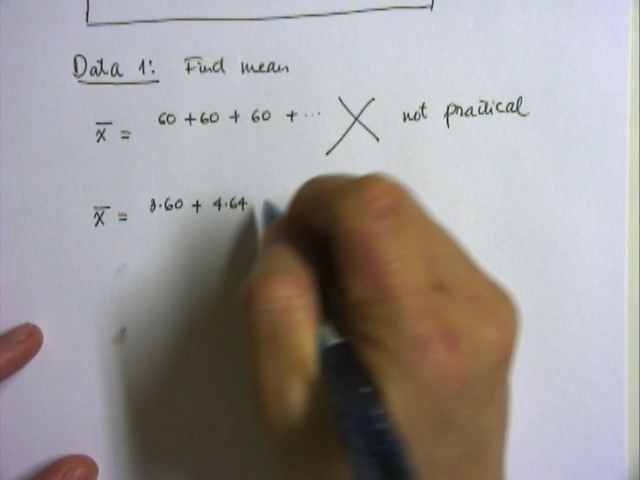 Data 1: Find mean
x̄ = 60 + 60 + 60 + ··· X not practical
x̄ = 3·60 + 4·64